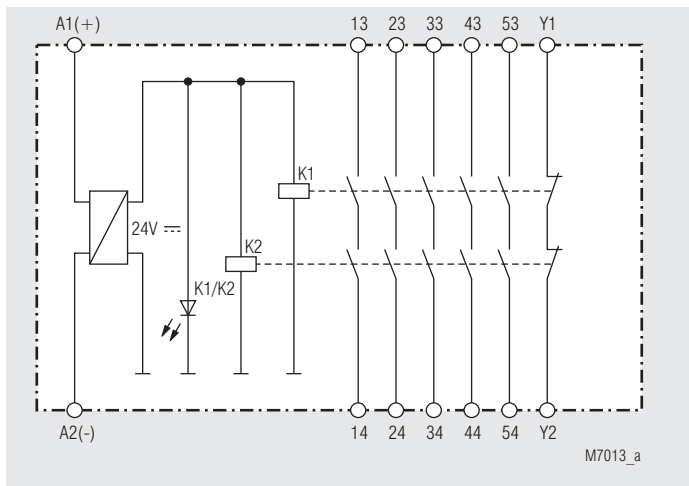 A1(+) 13 23 33 43 53 Y1
K1
24V
K2
K1/K2
A2(-) 14 24 34 44 54 Y2
M7013_a